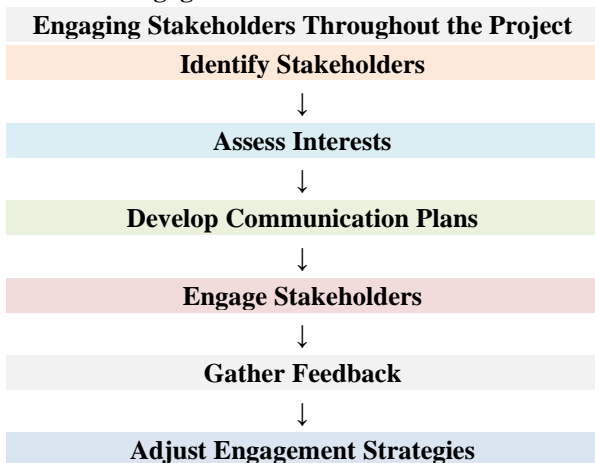 Engaging Stakeholders Throughout the Project
Identify Stakeholders
↓
Assess Interests
↓
Develop Communication Plans
↓
Engage Stakeholders
↓
Gather Feedback
↓
Adjust Engagement Strategies